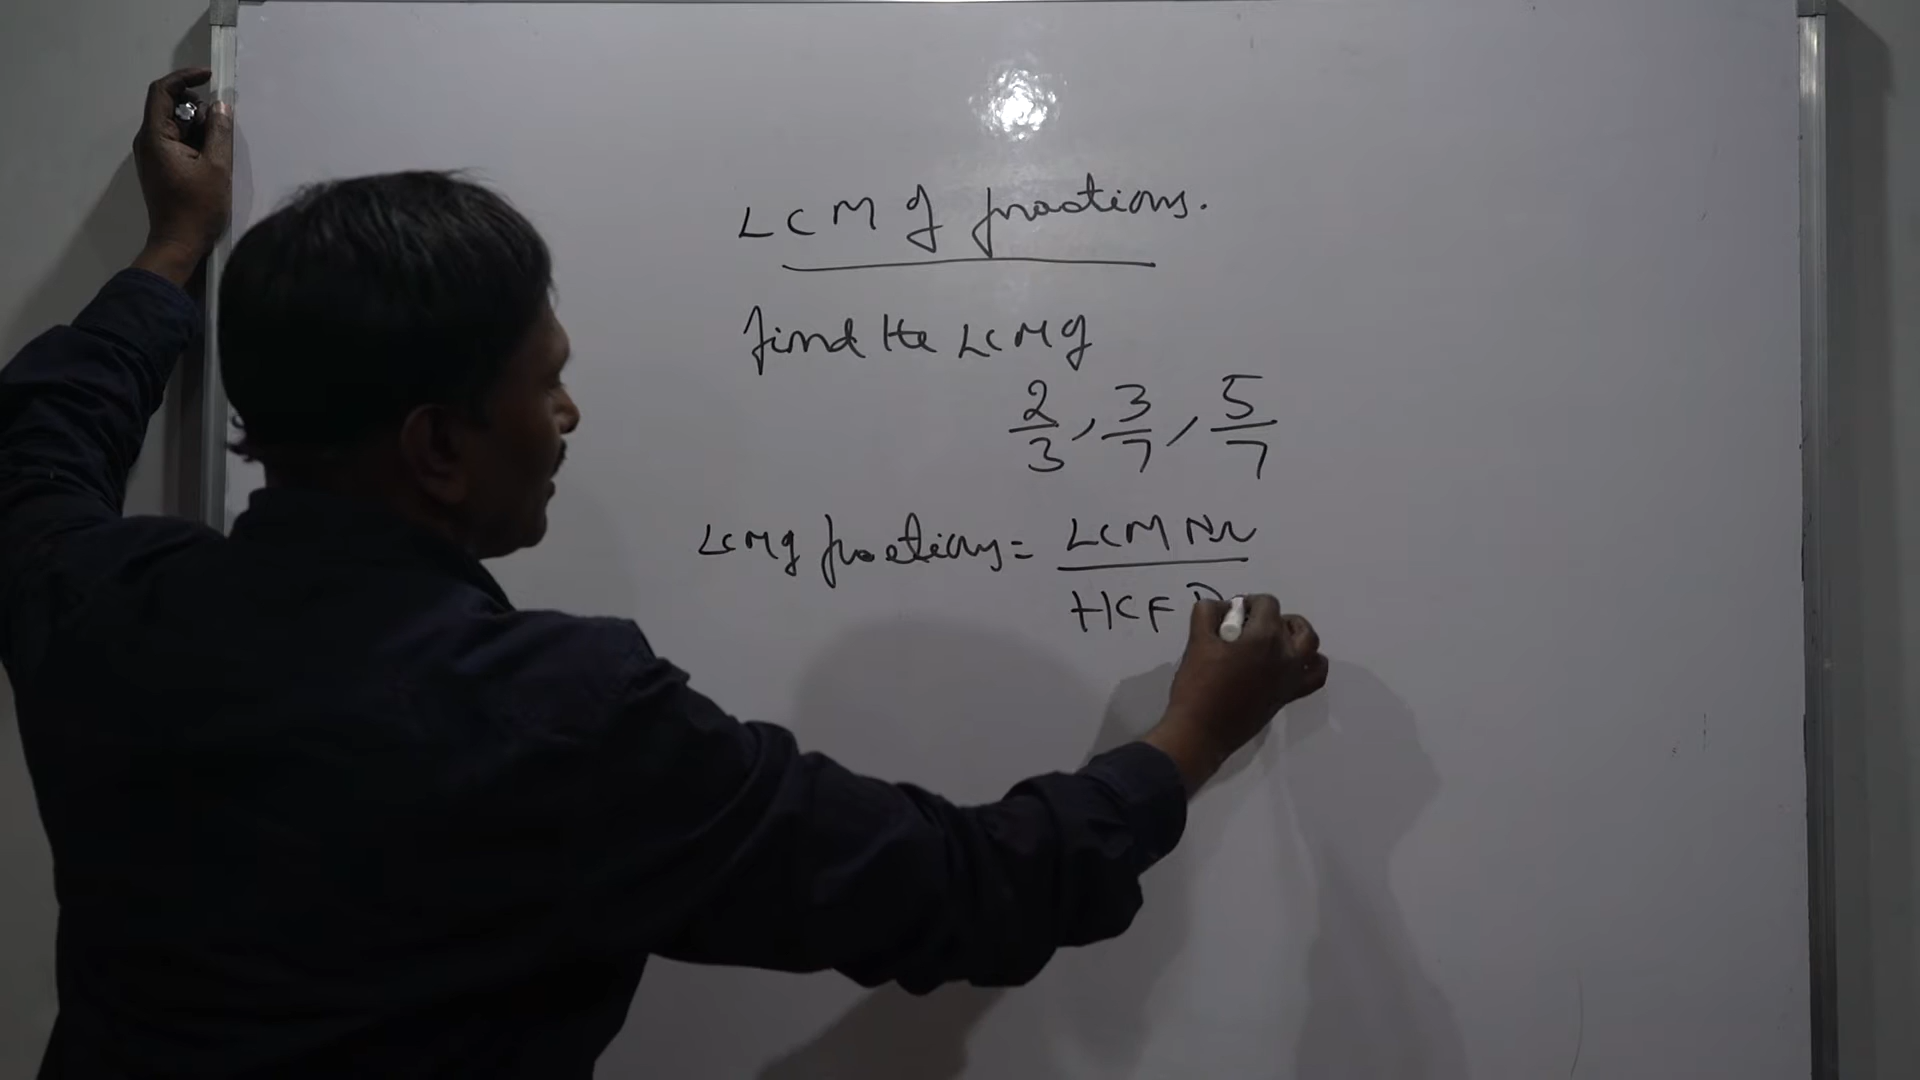 LCM of fractions.
find the LCM of
2/3, 3/7, 5/7
LCM of fractions = LCM Nr
HCF D